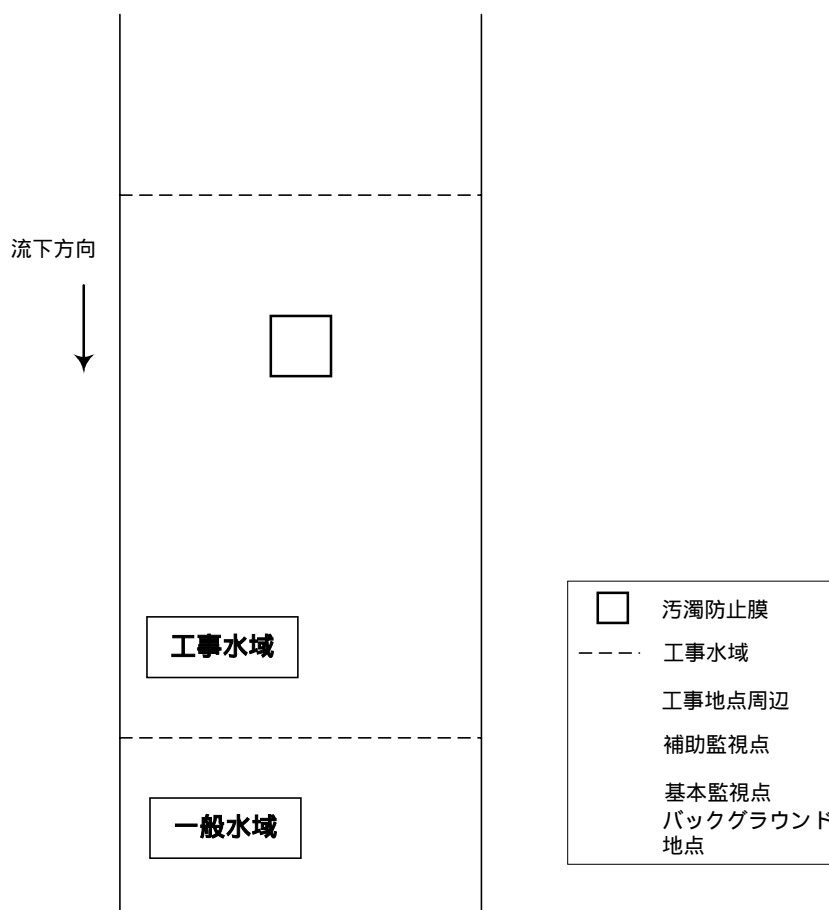 流下方向
工事水域
一般水域
汚濁防止膜
工事水域
工事地点周辺
補助監視点
基本監視点
バックグラウンド
地点